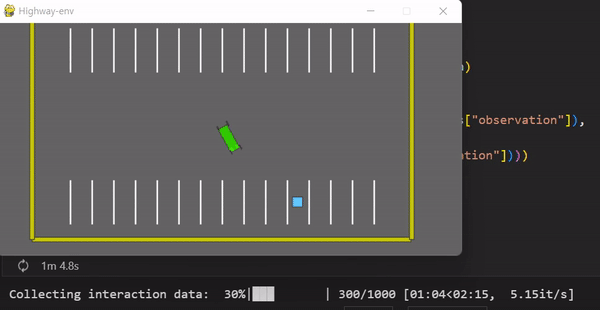 Highway-env
)
["observation"]),
ation"])))
1m 4.8s
Collecting interaction data: 30%| | 300/1000 [01:04<02:15, 5.15it/s]